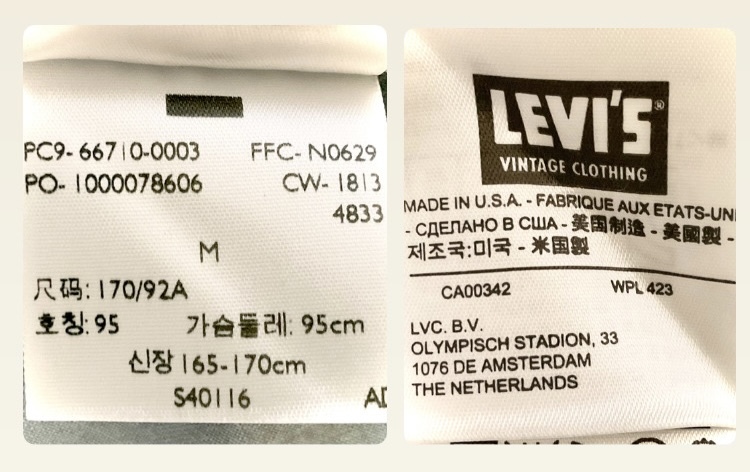 PC9-66710-0003 FFC-N0629
PO-1000078606 CW-1813
4833
M
尺码: 170/92A
호칭: 95 가슴둘레: 95cm
신장 165-170cm
S40116
LEVI'S®
VINTAGE CLOTHING
MADE IN U.S.A. - FABRIQUE AUX ETATS-UNI
- СДЕЛАНО В США - 美国制造 - 美國製 -
제조국:미국 - 米国製
CA00342 WPL 423
LVC. B.V.
OLYMPISCH STADION, 33
1076 DE AMSTERDAM
THE NETHERLANDS